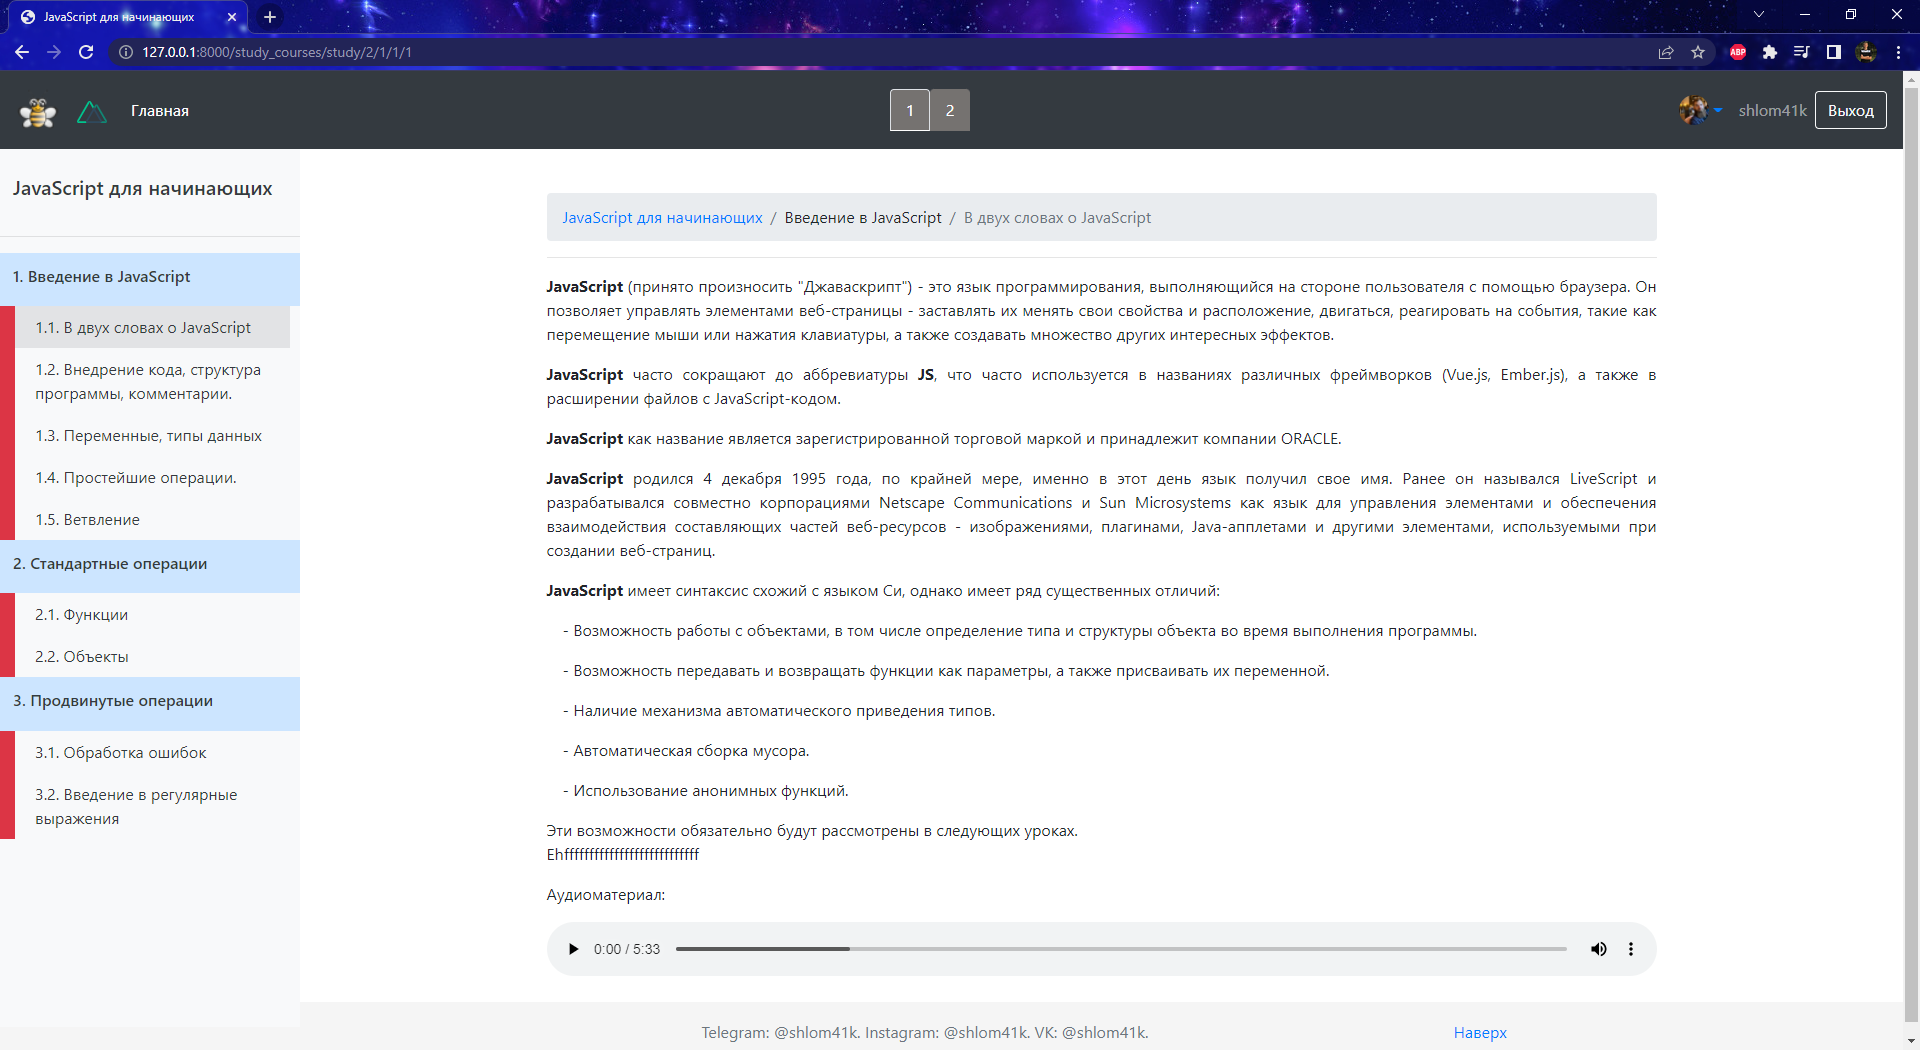 JavaScript для начинающих
127.0.0.1:8000/study_courses/study/2/1/1/1
ABP
Главная
1
2
shlom41k
Выход
JavaScript для начинающих
1. Введение в JavaScript
1.1. В двух словах о JavaScript
1.2. Внедрение кода, структура
программы, комментарии.
1.3. Переменные, типы данных
1.4. Простейшие операции.
1.5. Ветвление
2. Стандартные операции
2.1. Функции
2.2. Объекты
3. Продвинутые операции
3.1. Обработка ошибок
3.2. Введение в регулярные
выражения
JavaScript для начинающих / Введение в JavaScript / В двух словах о JavaScript
JavaScript (принято произносить "Джаваскрипт") - это язык программирования, выполняющийся на стороне пользователя с помощью браузера. Он
позволяет управлять элементами веб-страницы - заставлять их менять свои свойства и расположение, двигаться, реагировать на события, такие как
перемещение мыши или нажатия клавиатуры, а также создавать множество других интересных эффектов.
JavaScript часто сокращают до аббревиатуры JS, что часто используется в названиях различных фреймворков (Vue.js, Ember.js), а также в
расширении файлов с JavaScript-кодом.
JavaScript как название является зарегистрированной торговой маркой и принадлежит компании ORACLE.
JavaScript родился 4 декабря 1995 года, по крайней мере, именно в этот день язык получил свое имя. Ранее он назывался LiveScript и
разрабатывался совместно корпорациями Netscape Communications и Sun Microsystems как язык для управления элементами и обеспечения
взаимодействия составляющих частей веб-ресурсов - изображениями, плагинами, Java-апплетами и другими элементами, используемыми при
создании веб-страниц.
JavaScript имеет синтаксис схожий с языком Си, однако имеет ряд существенных отличий:
- Возможность работы с объектами, в том числе определение типа и структуры объекта во время выполнения программы.
- Возможность передавать и возвращать функции как параметры, а также присваивать их переменной.
- Наличие механизма автоматического приведения типов.
- Автоматическая сборка мусора.
- Использование анонимных функций.
Эти возможности обязательно будут рассмотрены в следующих уроках.
Ehfffffffffffffffffffffffffff
Аудиоматериал:
0:00 / 5:33
Telegram: @shlom41k. Instagram: @shlom41k. VK: @shlom41k.
Наверх